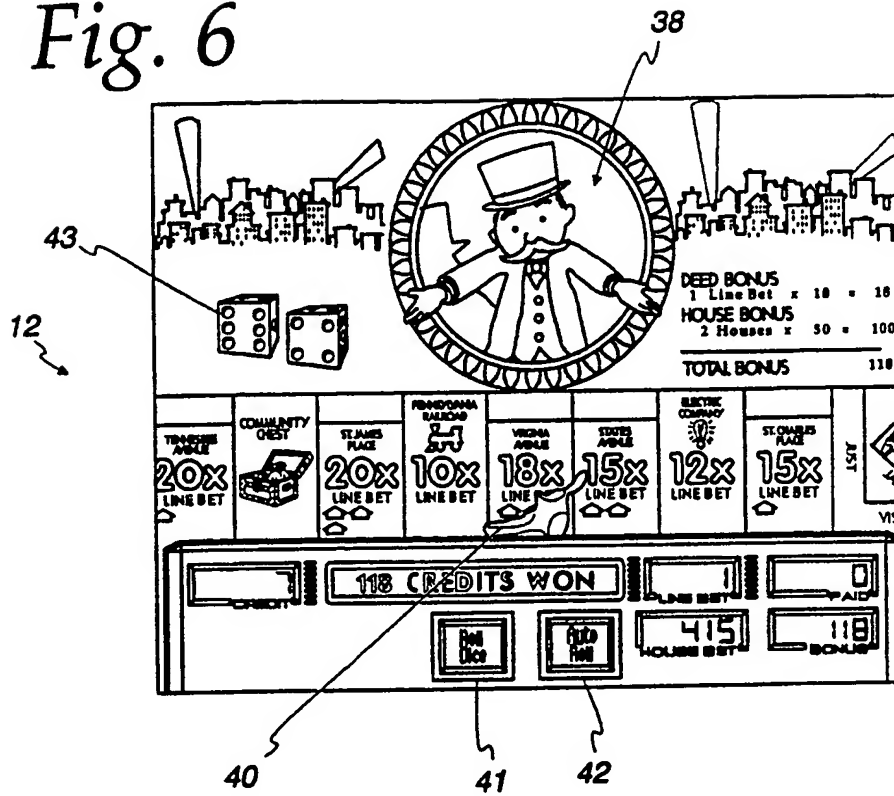 Fig. 6
38
43
12
DEED BONUS
1 Line Bet x 18 = 18
HOUSE BONUS
2 Houses x 50 = 100
TOTAL BONUS 118
TENNESSEE AVENUE
20x
LINE BET
COMMUNITY CHEST
ST. JAMES PLACE
20x
LINE BET
PENNSYLVANIA RAILROAD
10x
LINE BET
VIRGINIA AVENUE
18x
LINE
STATES AVENUE
15x
LINE BET
ELECTRIC COMPANY
12x
LINE BET
ST. CHARLES PLACE
15x
LINE BET
JUST
VIS
CREDIT
118 CREDITS WON
1
LINE BET
0
PAID
Roll Dice
Auto Roll
415
HOUSE BET
118
BONUS
40
41
42